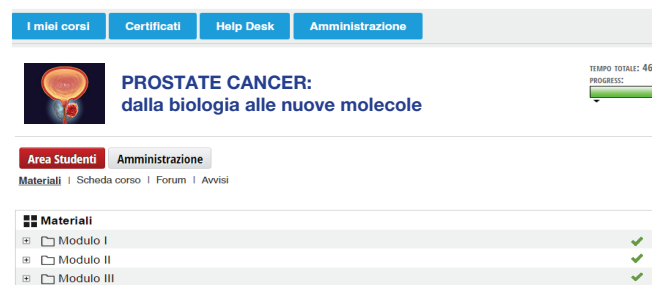 I miei corsi Certificati Help Desk Amministrazione
TEMPO TOTALE: 46
PROGRESS:
PROSTATE CANCER:
dalla biologia alle nuove molecole
Area Studenti Amministrazione
Materiali | Scheda corso | Forum | Avvisi
Materiali
Modulo I
Modulo II
Modulo III